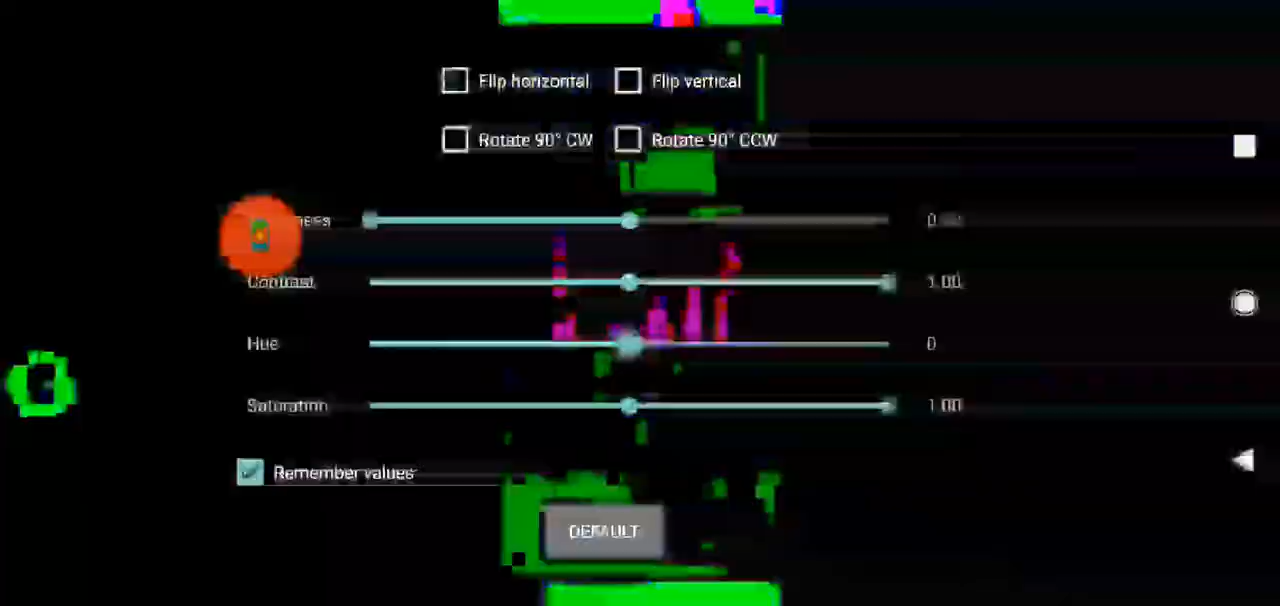 Flip horizontal Flip vertical
Rotate 90° CW Rotate 90° CCW
Contrast 1.00
Hue 0
Saturation 1.00
Remember values
DEFAULT